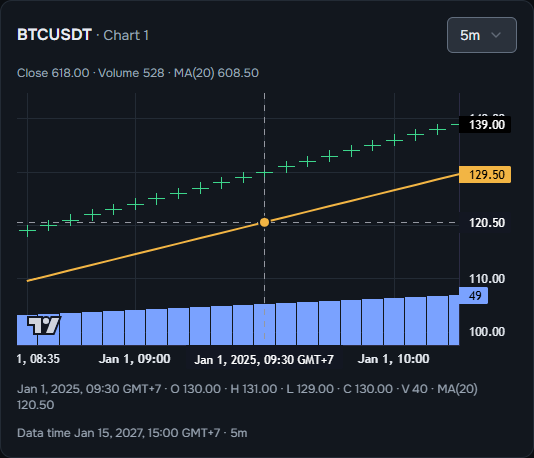 BTCUSDT · Chart 1
5m
Close 618.00 · Volume 528 · MA(20) 608.50
139.00
129.50
120.50
110.00
49
100.00
1, 08:35
Jan 1, 09:00
Jan 1, 2025, 09:30 GMT+7
Jan 1, 10:00
Jan 1, 2025, 09:30 GMT+7 · O 130.00 · H 131.00 · L 129.00 · C 130.00 · V 40 · MA(20)
120.50
Data time Jan 15, 2027, 15:00 GMT+7 · 5m